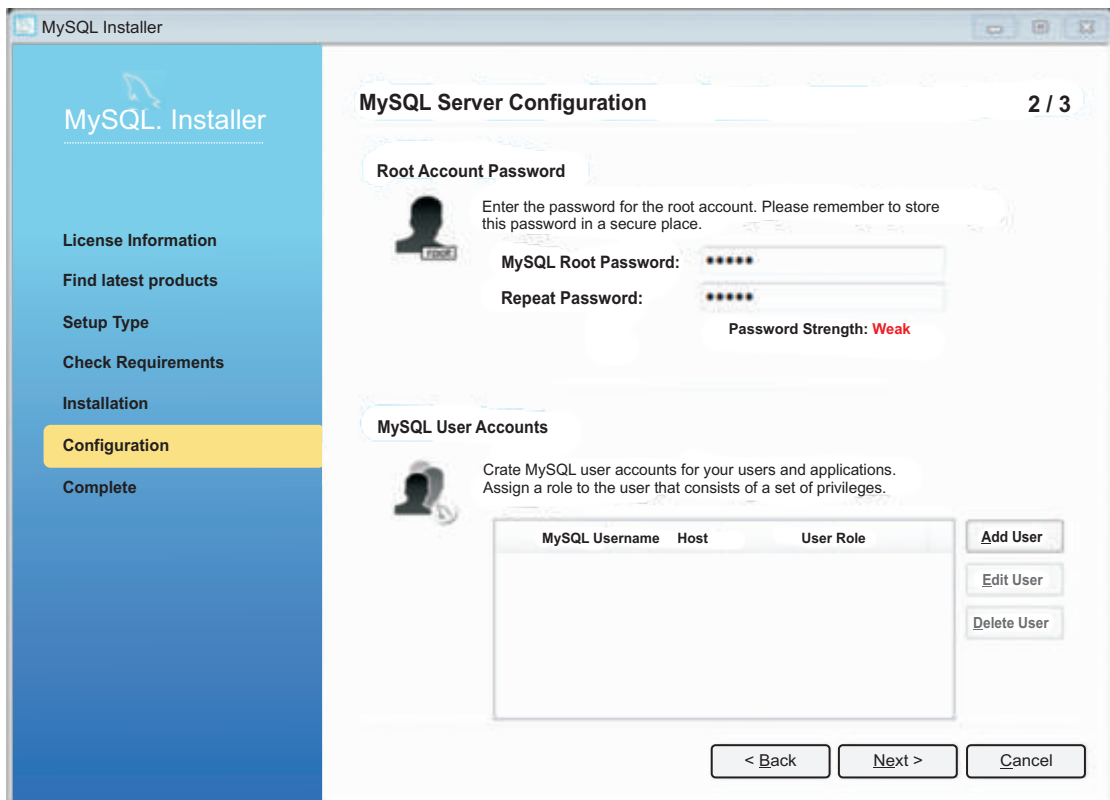 MySQL Installer
MySQL. Installer
License Information
Find latest products
Setup Type
Check Requirements
Installation
Configuration
Complete
MySQL Server Configuration
2 / 3
Root Account Password
Enter the password for the root account. Please remember to store
this password in a secure place.
root
MySQL Root Password: •••••
Repeat Password: •••••
Password Strength: Weak
MySQL User Accounts
Crate MySQL user accounts for your users and applications.
Assign a role to the user that consists of a set of privileges.
MySQL Username Host User Role
Add User
Edit User
Delete User
< Back Next > Cancel